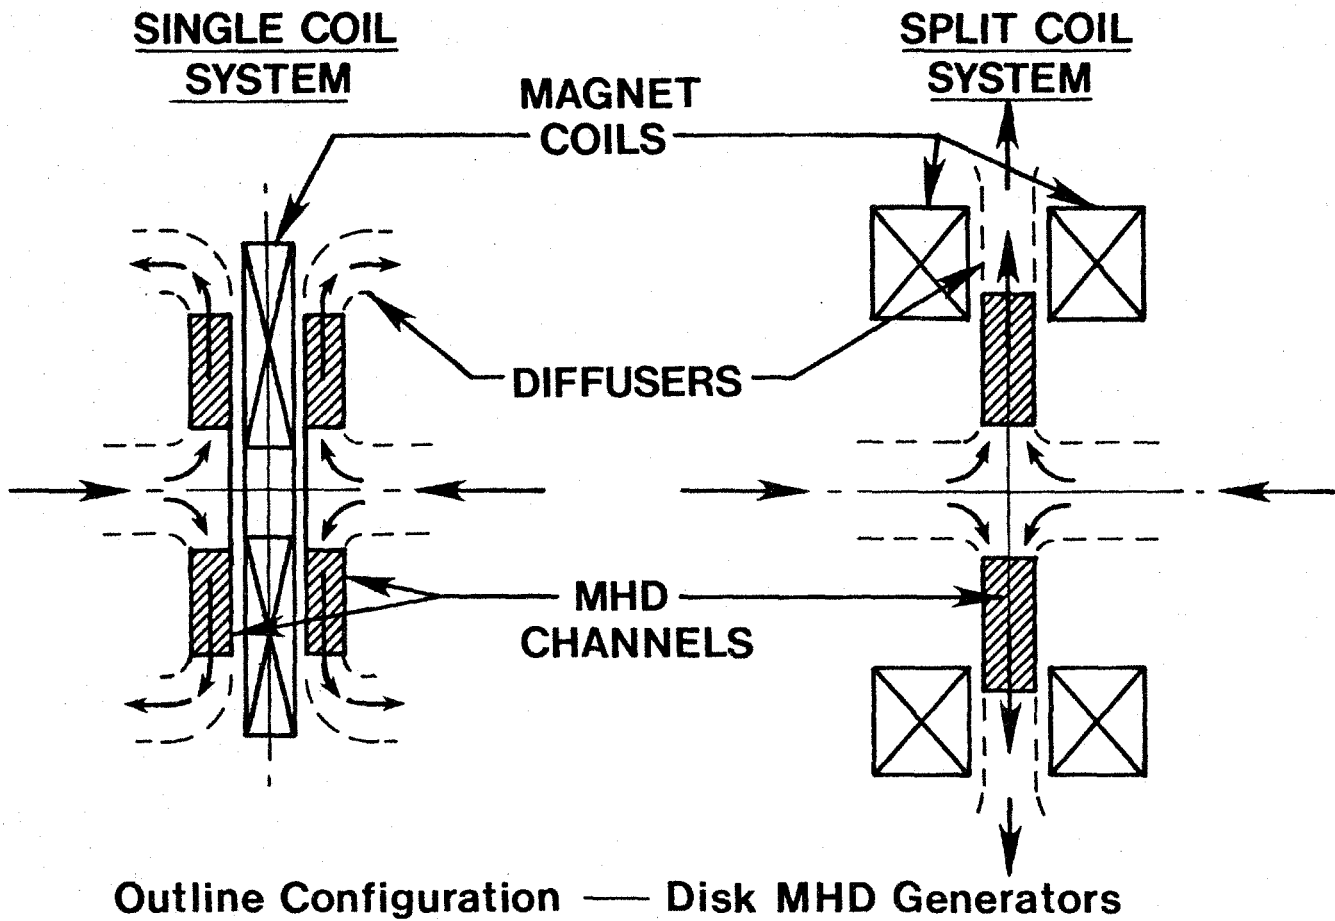 SINGLE COIL
SYSTEM
SPLIT COIL
SYSTEM
MAGNET
COILS
DIFFUSERS
MHD
CHANNELS
Outline Configuration — Disk MHD Generators